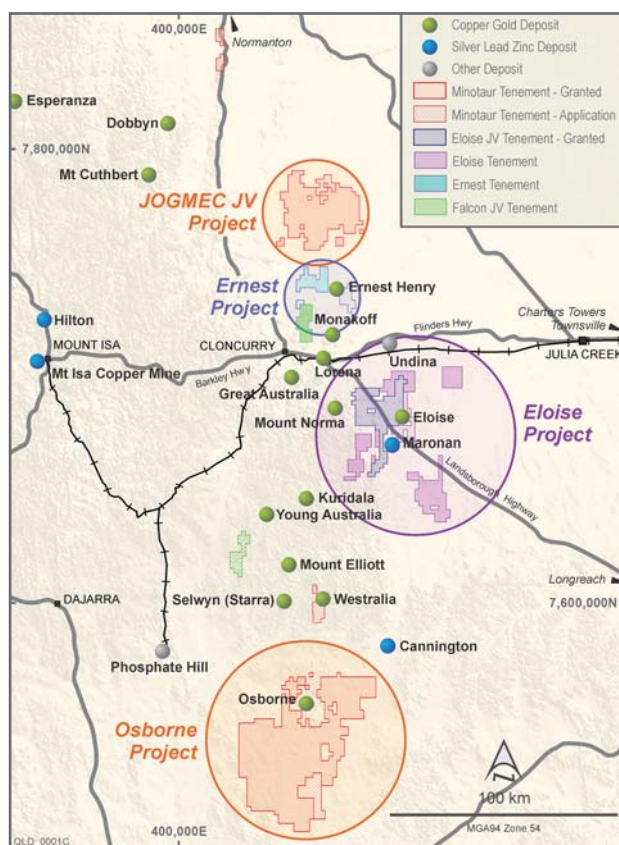 400,000E
Normanton
Copper Gold Deposit
Silver Lead Zinc Deposit
Other Deposit
Minotaur Tenement - Granted
Minotaur Tenement - Application
Eloise JV Tenement - Granted
Eloise Tenement
Ernest Tenement
Falcon JV Tenement
Esperanza
Dobbyn
7,800,000N
Mt Cuthbert
JOGMEC JV
Project
Ernest
Project
Ernest Henry
Monakoff
Hilton
MOUNT ISA
CLONCURRY
Flinders Hwy
Charters Towers
Townsville
JULIA CREEK
Undina
Mt Isa Copper Mine
Barkley Hwy
Lorena
Great Australia
Mount Norma
Eloise
Maronan
Eloise
Project
Landsborough Highway
Kuridala
Young Australia
Mount Elliott
Longreach
DAJARRA
Selwyn (Starra)
Westralia
7,600,000N
Phosphate Hill
Cannington
Osborne
Osborne
Project
100 km
MGA94 Zone 54
QLD_0001C
400,000E